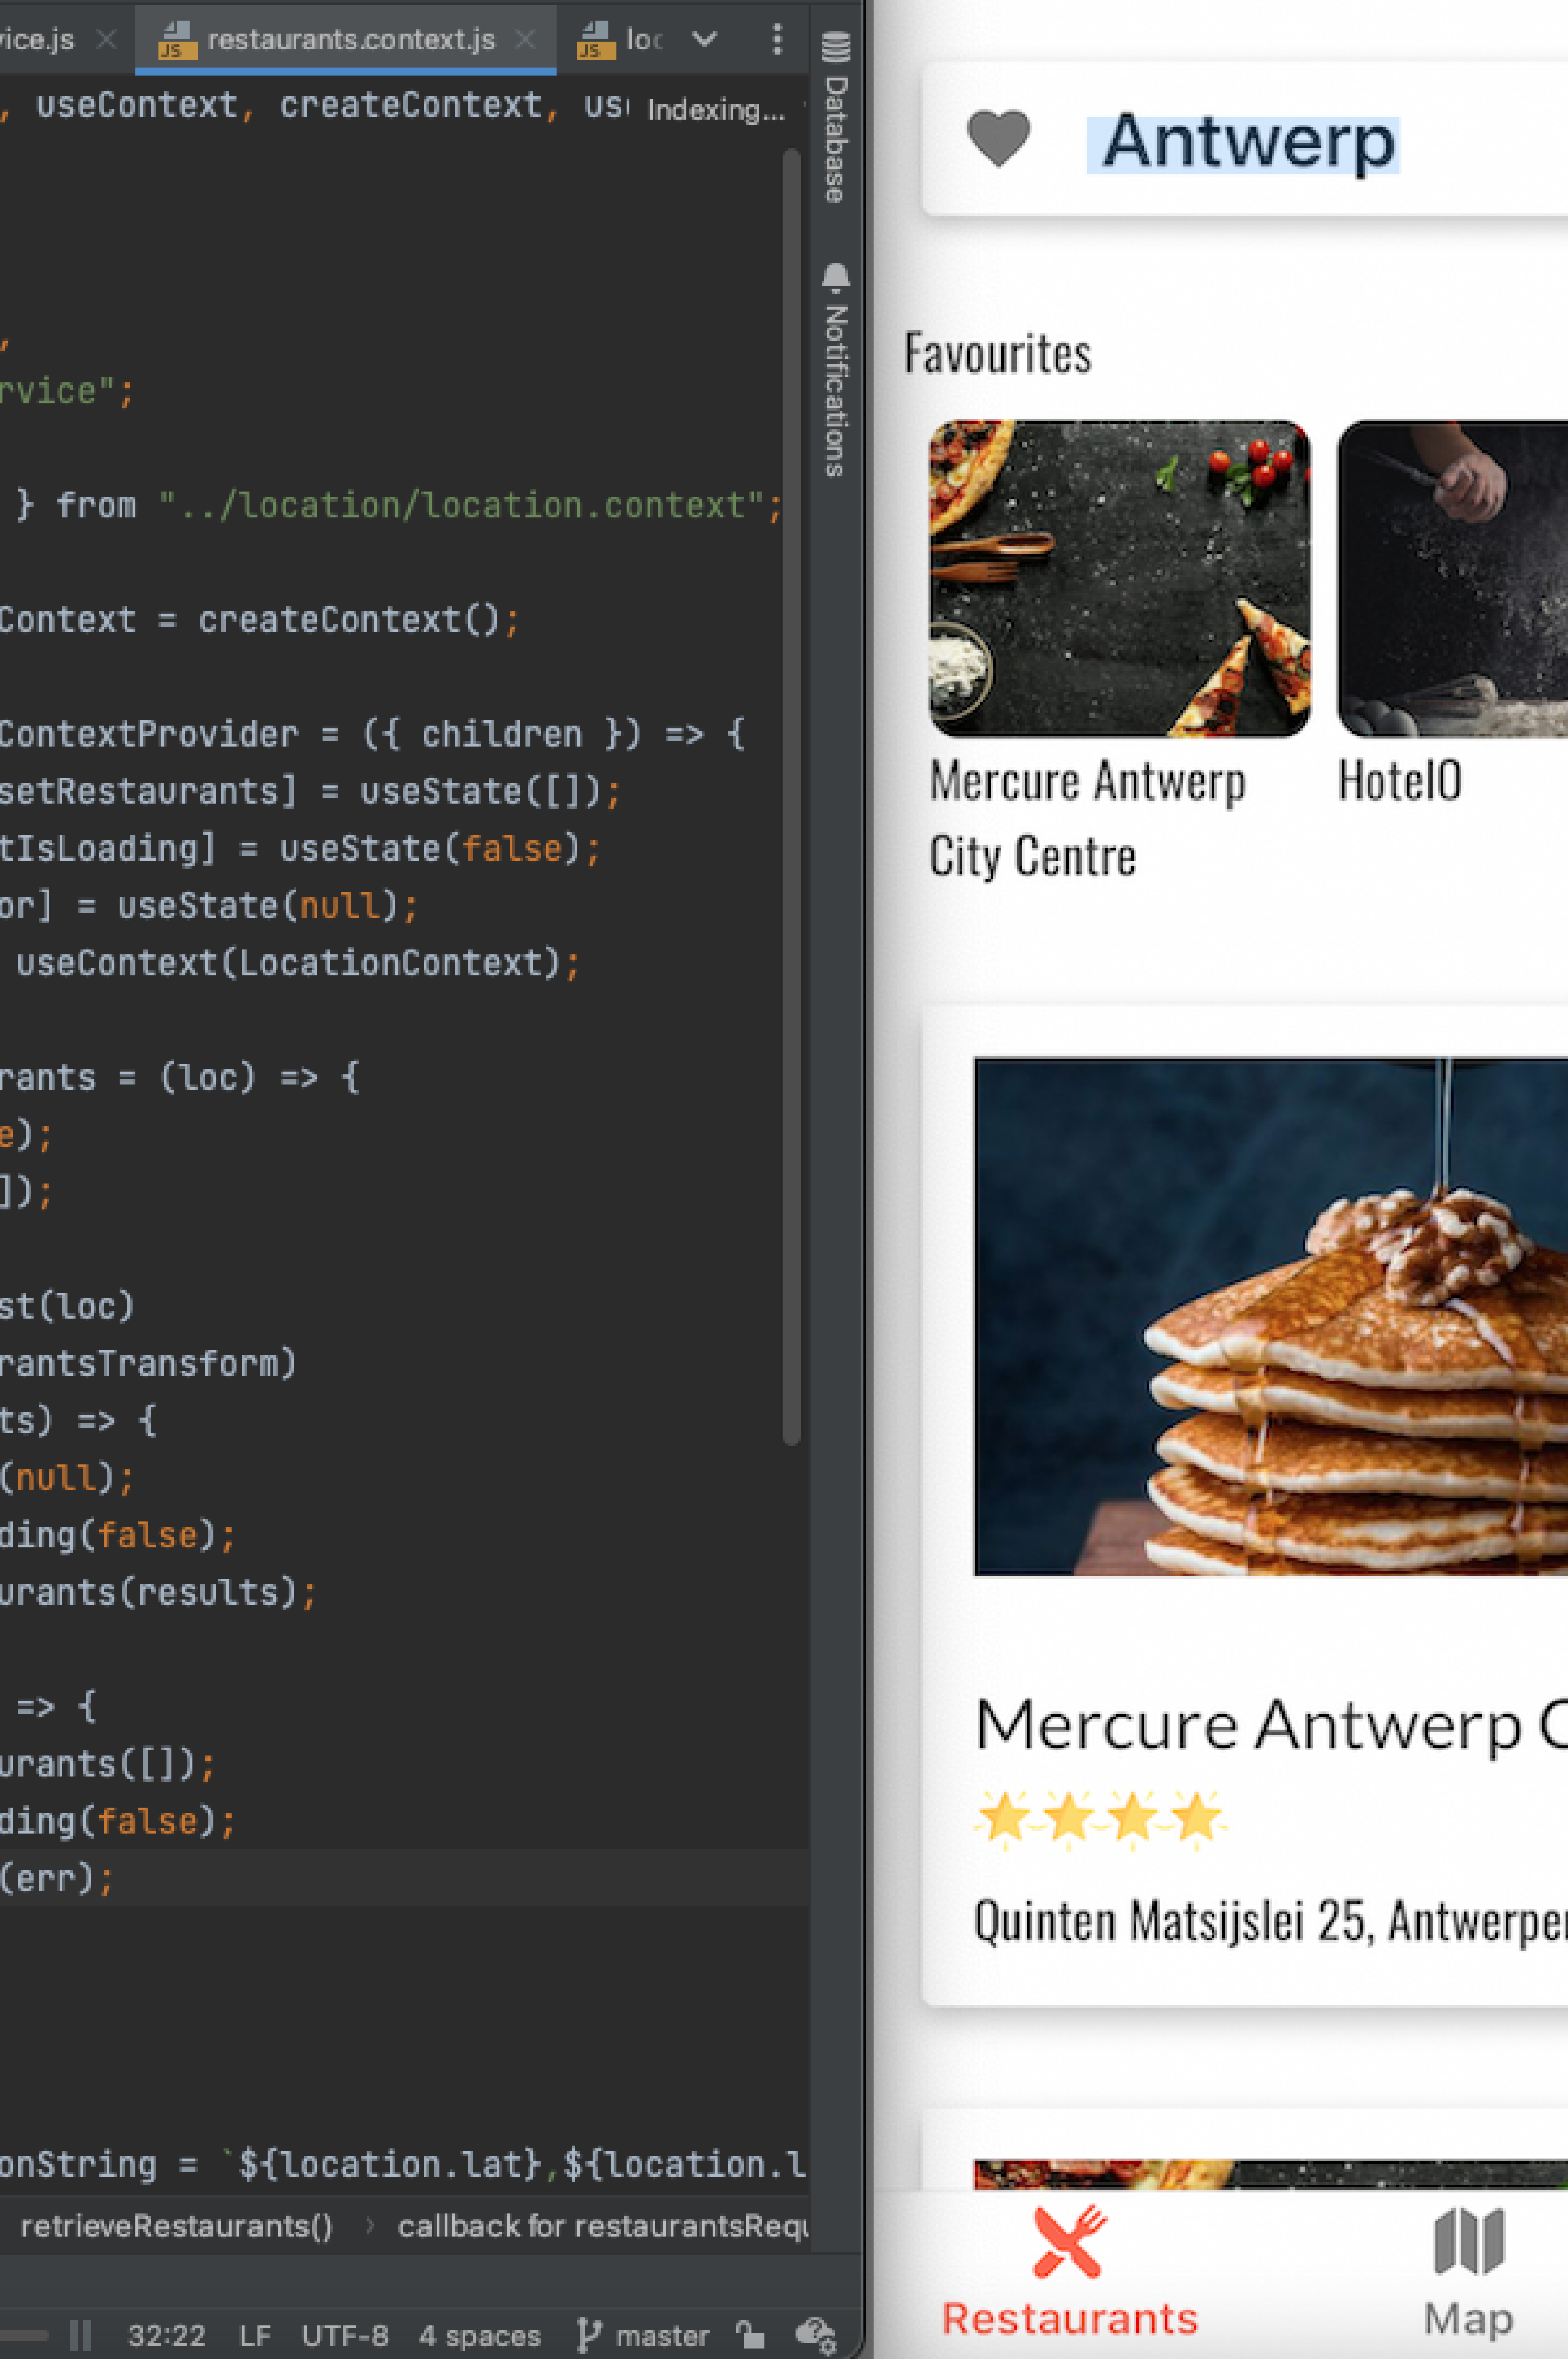 vice.js
restaurants.context.js
loc
, useContext, createContext, us
Indexing...
Database
Notifications
,
rvice";
} from "../location/location.context";
Context = createContext();
ContextProvider = ({ children }) => {
setRestaurants] = useState([]);
tIsLoading] = useState(false);
or] = useState(null);
useContext(LocationContext);
rants = (loc) => {
e);
]);
st(loc)
rantsTransform)
ts) => {
(null);
ding(false);
urants(results);
=> {
urants([]);
ding(false);
(err);
onString = `${location.lat},${location.l
retrieveRestaurants() › callback for restaurantsRequ
32:22 LF UTF-8 4 spaces master
Antwerp
Favourites
Mercure Antwerp
City Centre
HotelO
Mercure Antwerp C
Quinten Matsijslei 25, Antwerpen
Restaurants
Map